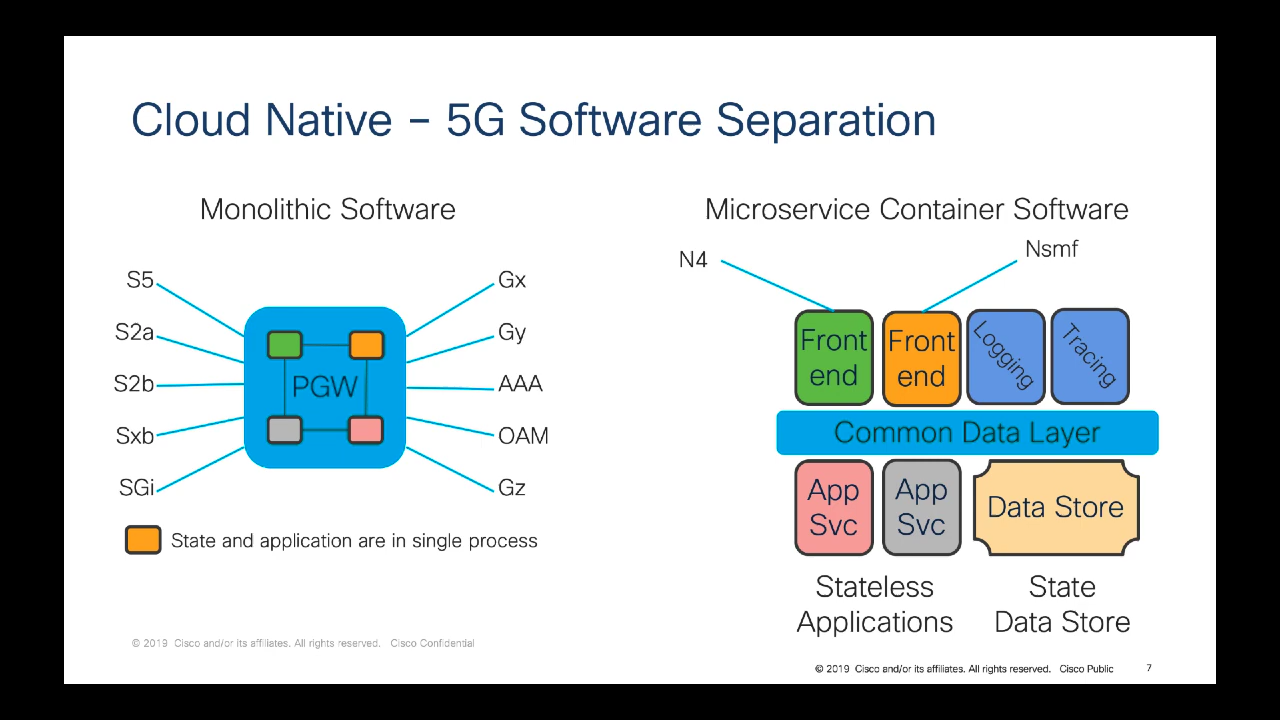 Cloud Native – 5G Software Separation
Monolithic Software
S5
S2a
S2b
Sxb
SGi
PGW
Gx
Gy
AAA
OAM
Gz
State and application are in single process
Microservice Container Software
N4
Nsmf
Front
end
Front
end
Logging
Tracing
Common Data Layer
App
Svc
App
Svc
Data Store
Stateless
Applications
State
Data Store
© 2019 Cisco and/or its affiliates. All rights reserved. Cisco Confidential
© 2019 Cisco and/or its affiliates. All rights reserved. Cisco Public 7